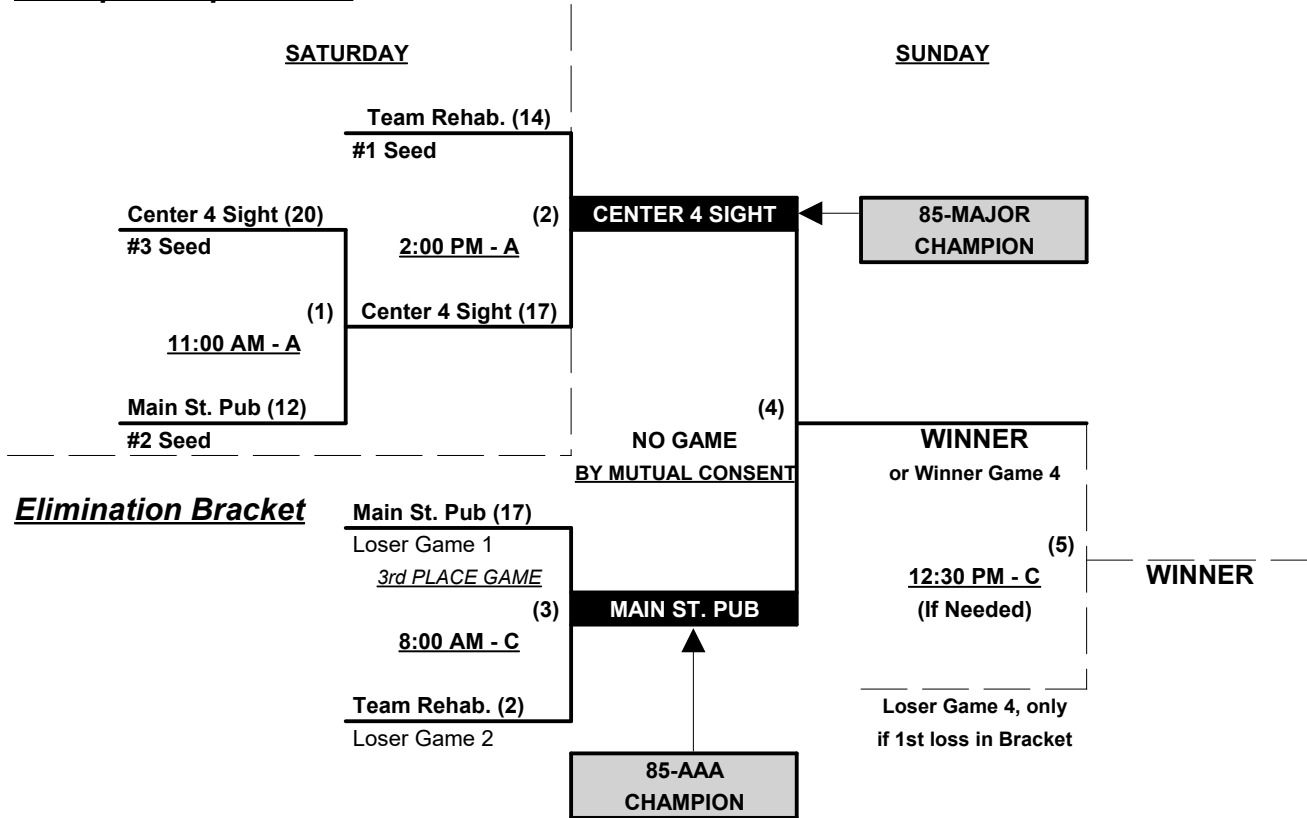 SATURDAY
SUNDAY
Team Rehab. (14)
#1 Seed
Center 4 Sight (20)
#3 Seed
(2)
2:00 PM - A
CENTER 4 SIGHT
85-MAJOR
CHAMPION
(1)
11:00 AM - A
Center 4 Sight (17)
Main St. Pub (12)
#2 Seed
(4)
NO GAME
BY MUTUAL CONSENT
WINNER
or Winner Game 4
Elimination Bracket
Main St. Pub (17)
Loser Game 1
3rd PLACE GAME
(3)
8:00 AM - C
MAIN ST. PUB
(5)
12:30 PM - C
(If Needed)
WINNER
Team Rehab. (2)
Loser Game 2
Loser Game 4, only
if 1st loss in Bracket
85-AAA
CHAMPION